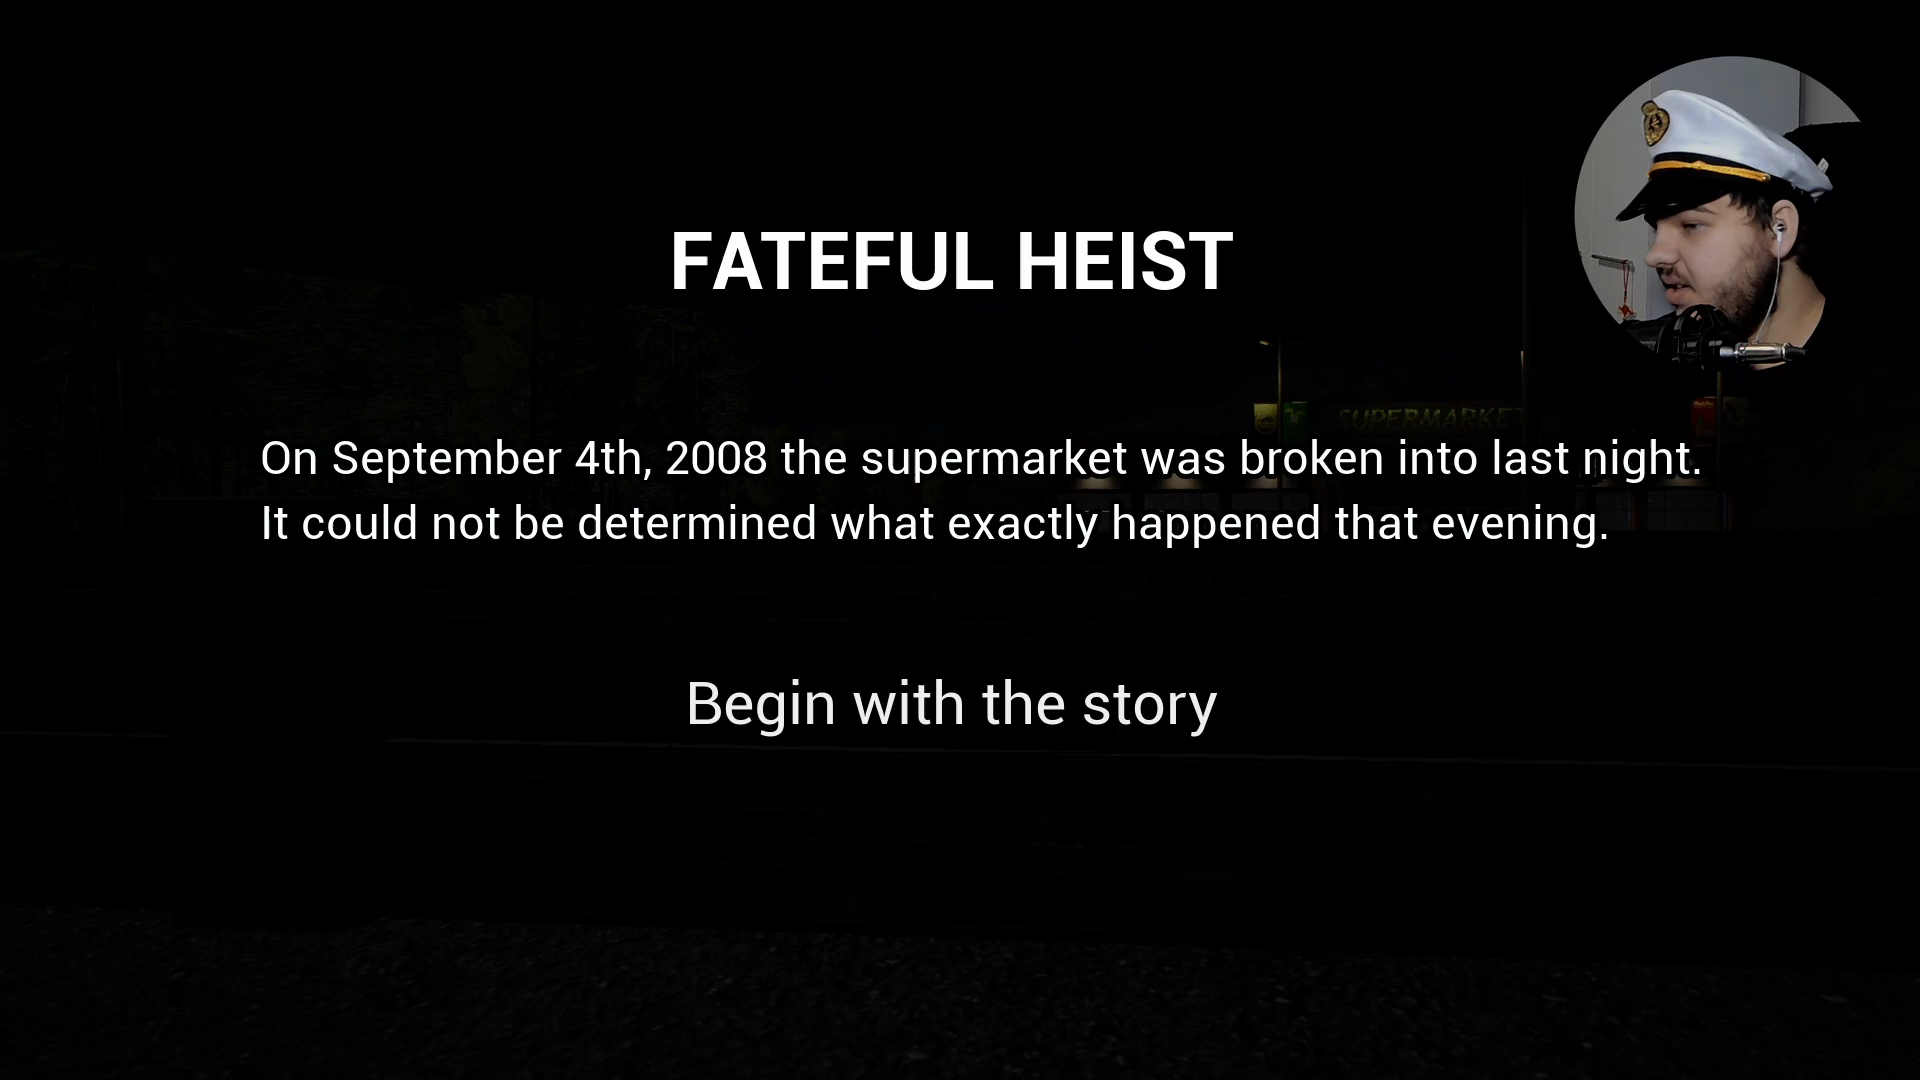 FATEFUL HEIST
SUPERMARKET
On September 4th, 2008 the supermarket was broken into last night.
It could not be determined what exactly happened that evening.
Begin with the story